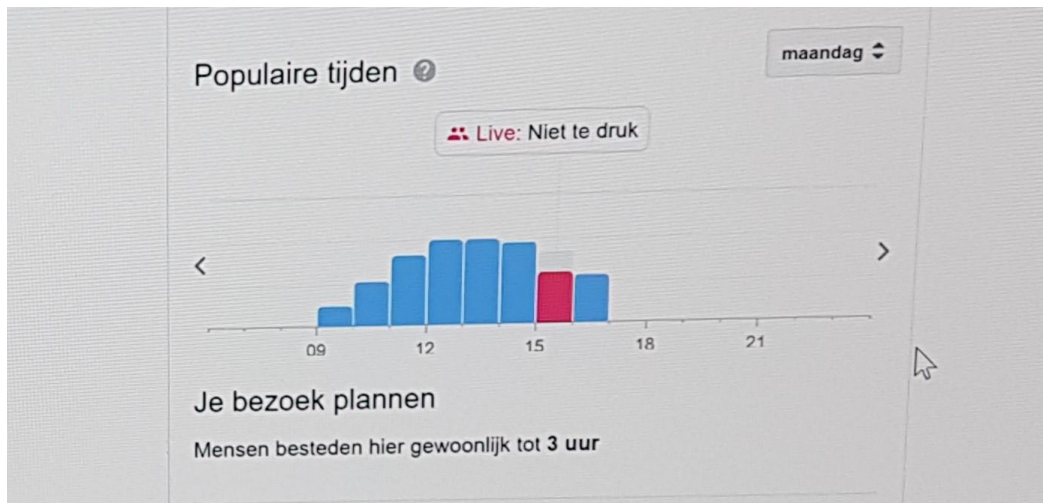 Populaire tijden
maandag
Live: Niet te druk
09 12 15 18 21
Je bezoek plannen
Mensen besteden hier gewoonlijk tot 3 uur